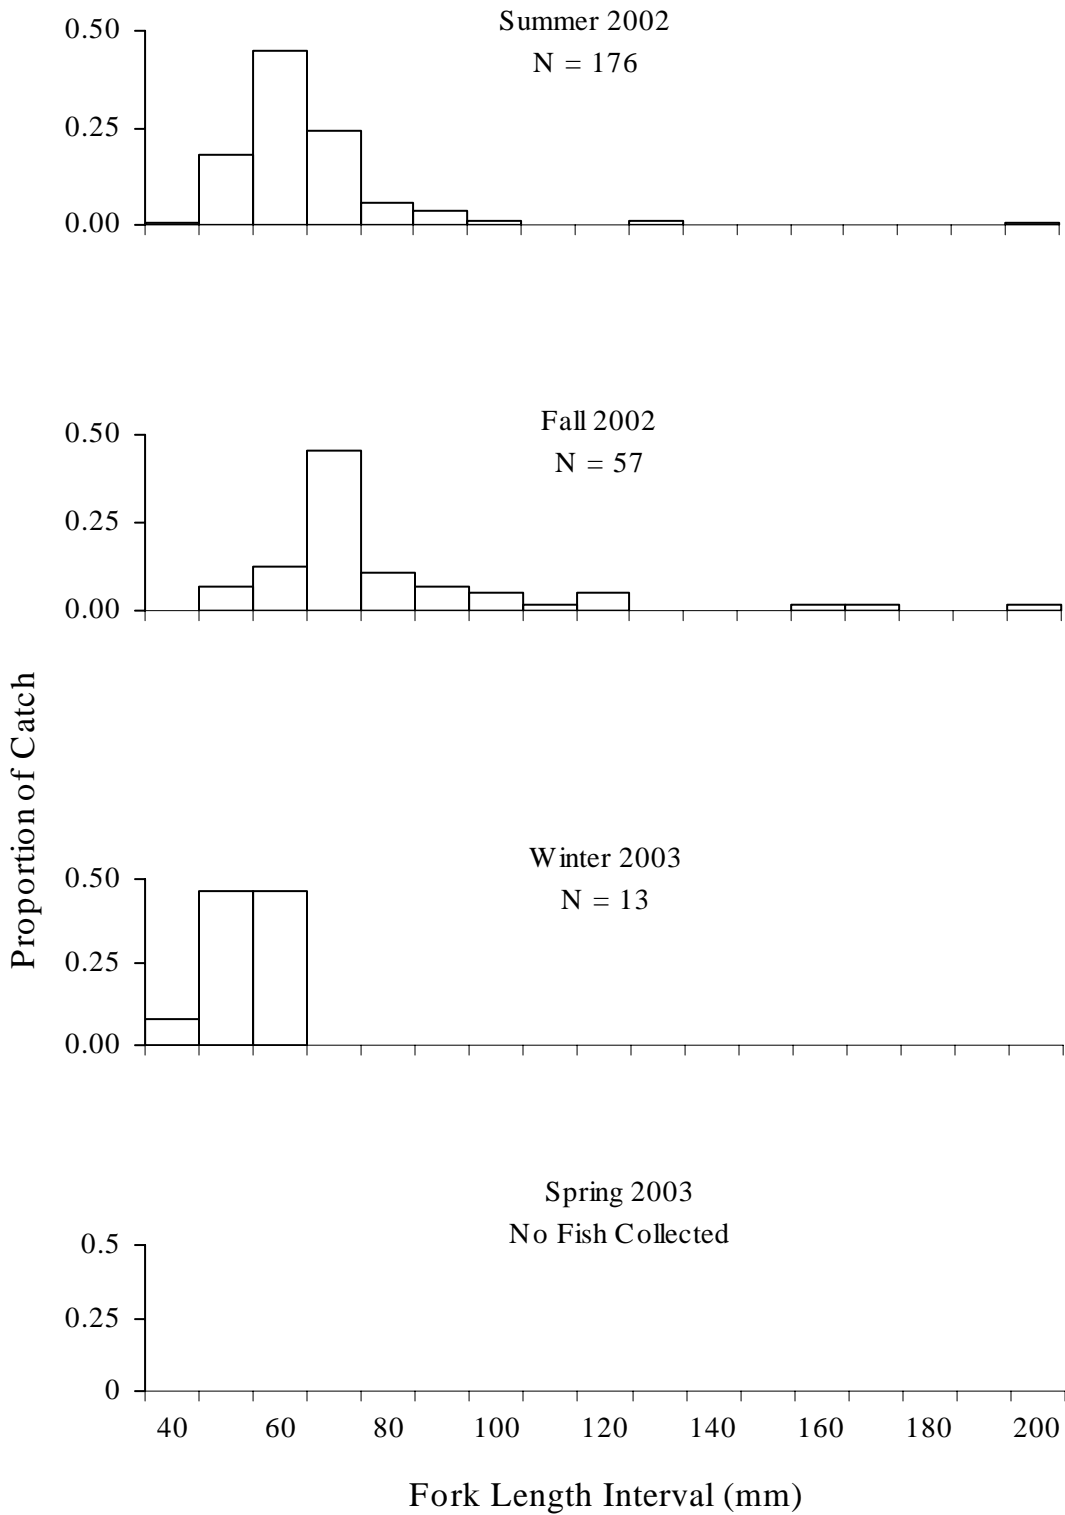 Summer 2002
N = 176
0.50
0.25
0.00
Fall 2002
N = 57
0.50
0.25
0.00
Proportion of Catch
Winter 2003
N = 13
0.50
0.25
0.00
Spring 2003
No Fish Collected
0.5
0.25
0
40 60 80 100 120 140 160 180 200
Fork Length Interval (mm)